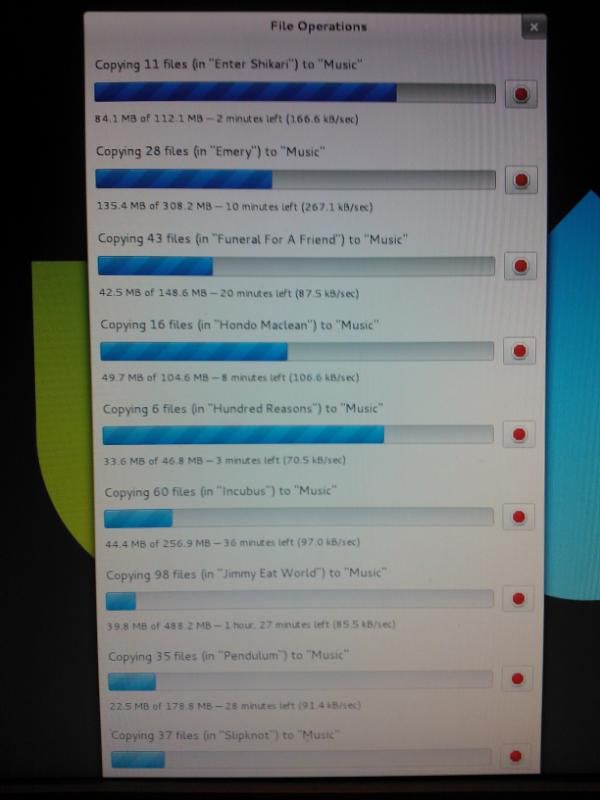 File Operations
Copying 11 files (in "Enter Shikari") to "Music"
84.1 MB of 112.1 MB — 2 minutes left (166.6 kB/sec)
Copying 28 files (in "Emery") to "Music"
135.4 MB of 308.2 MB — 10 minutes left (267.1 kB/sec)
Copying 43 files (in "Funeral For A Friend") to "Music"
42.5 MB of 148.6 MB — 20 minutes left (87.5 kB/sec)
Copying 16 files (in "Hondo Maclean") to "Music"
49.7 MB of 104.6 MB — 8 minutes left (106.6 kB/sec)
Copying 6 files (in "Hundred Reasons") to "Music"
33.6 MB of 46.8 MB — 3 minutes left (70.5 kB/sec)
Copying 60 files (in "Incubus") to "Music"
44.4 MB of 256.9 MB — 36 minutes left (97.0 kB/sec)
Copying 98 files (in "Jimmy Eat World") to "Music"
39.8 MB of 488.2 MB — 1 hour, 27 minutes left (85.5 kB/sec)
Copying 35 files (in "Pendulum") to "Music"
22.5 MB of 178.8 MB — 28 minutes left (91.4 kB/sec)
Copying 37 files (in "Slipknot") to "Music"